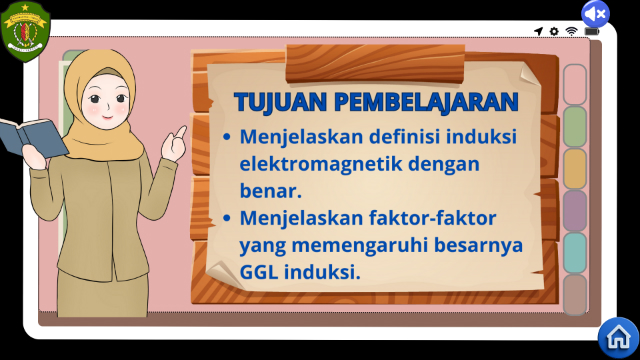 TUJUAN PEMBELAJARAN
• Menjelaskan definisi induksi
elektromagnetik dengan
benar.
• Menjelaskan faktor-faktor
yang memengaruhi besarnya
GGL induksi.